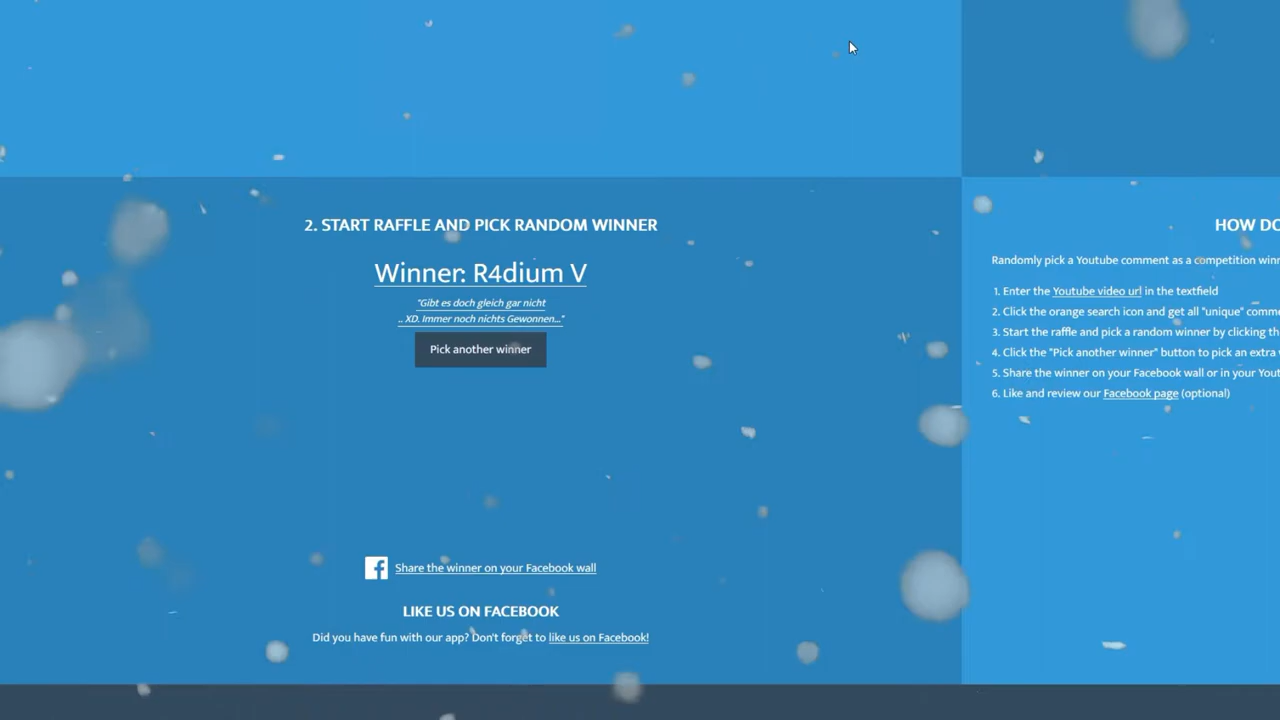 2. START RAFFLE AND PICK RANDOM WINNER
Winner: R4dium V
"Gibt es doch gleich gar nicht
.. XD. Immer noch nichts Gewonnen..."
Pick another winner
Share the winner on your Facebook wall
LIKE US ON FACEBOOK
Did you have fun with our app? Don't forget to like us on Facebook!
HOW DO
Randomly pick a Youtube comment as a competition winn
1. Enter the Youtube video url in the textfield
2. Click the orange search icon and get all "unique" comme
3. Start the raffle and pick a random winner by clicking th
4. Click the "Pick another winner" button to pick an extra
5. Share the winner on your Facebook wall or in your Yout
6. Like and review our Facebook page (optional)